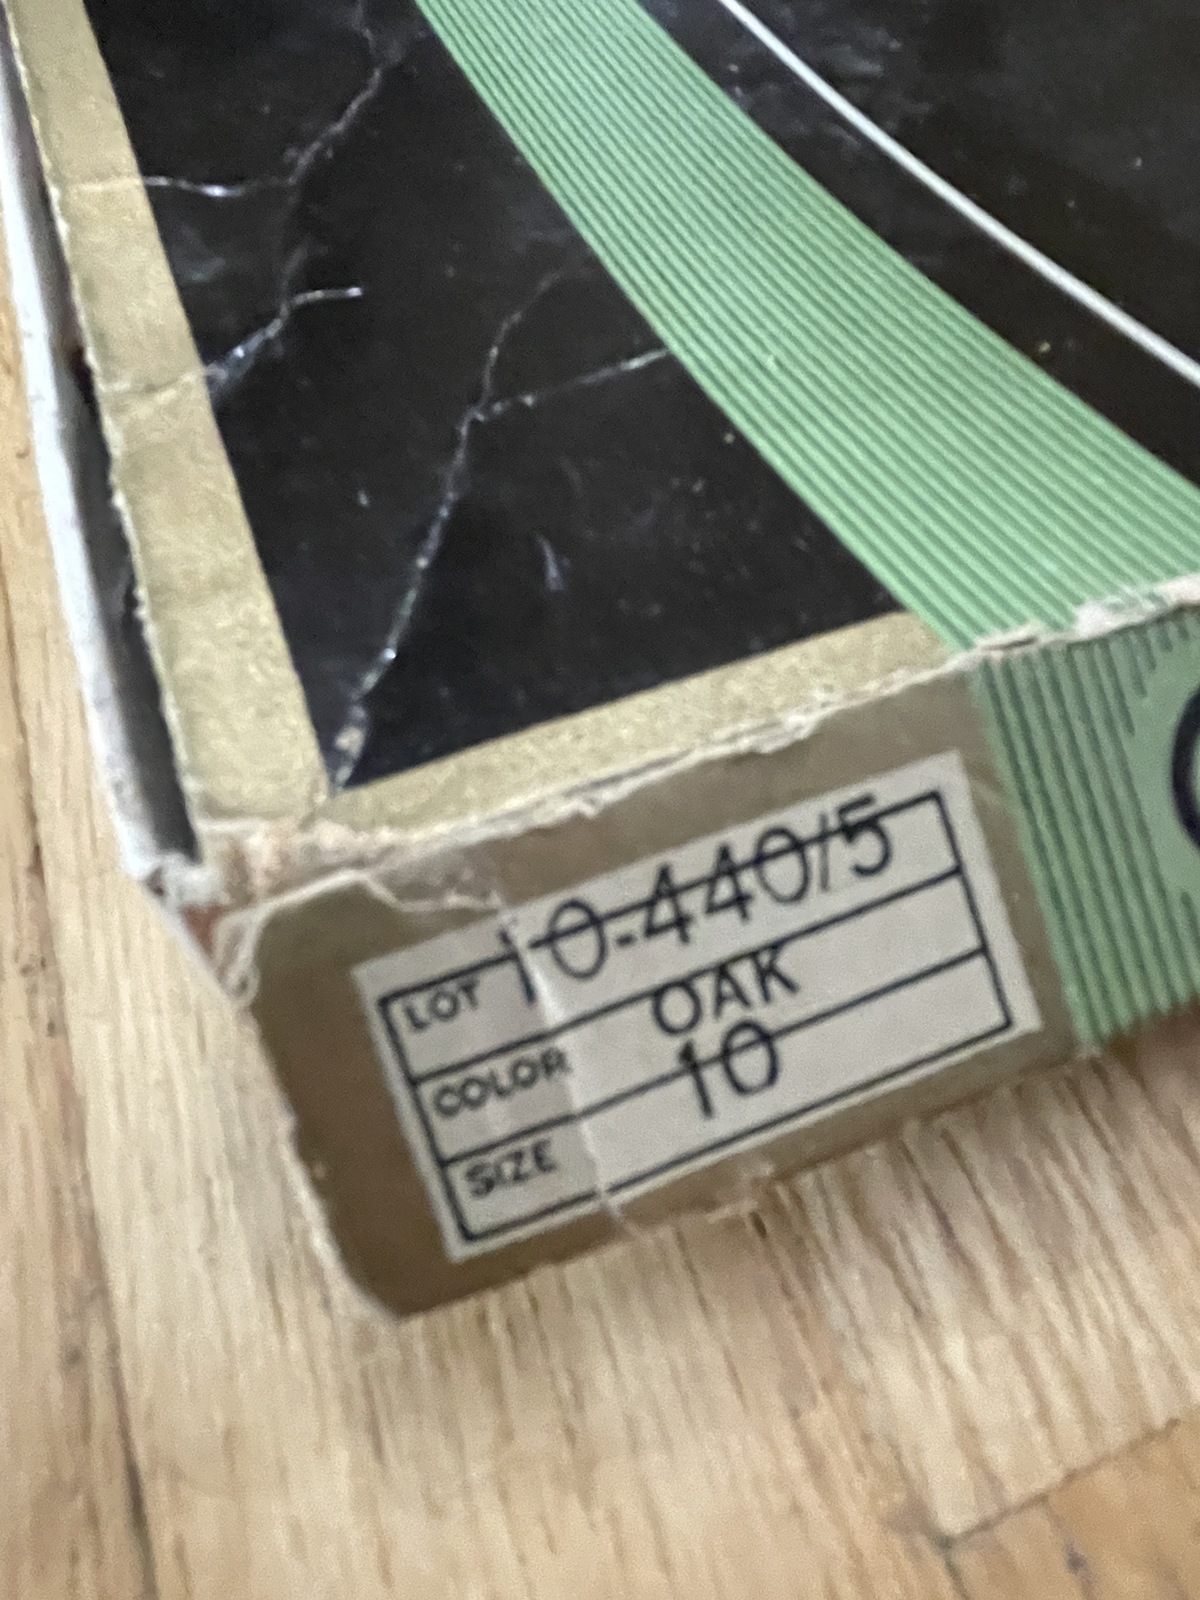 LOT 10-440/5
COLOR OAK
SIZE 10